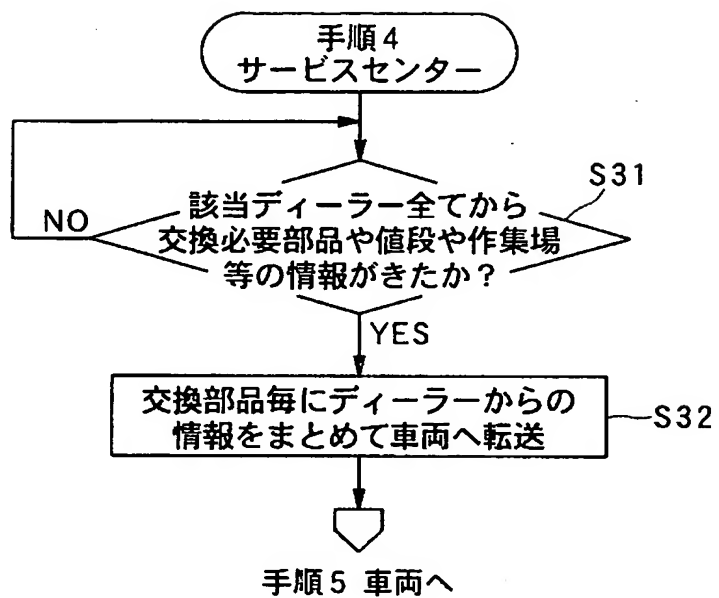 手順4
サービスセンター
S31
該当ディーラー全てから
交換必要部品や値段や作集場
等の情報がきたか？
NO
YES
交換部品毎にディーラーからの
情報をまとめて車両へ転送
S32
手順5 車両へ